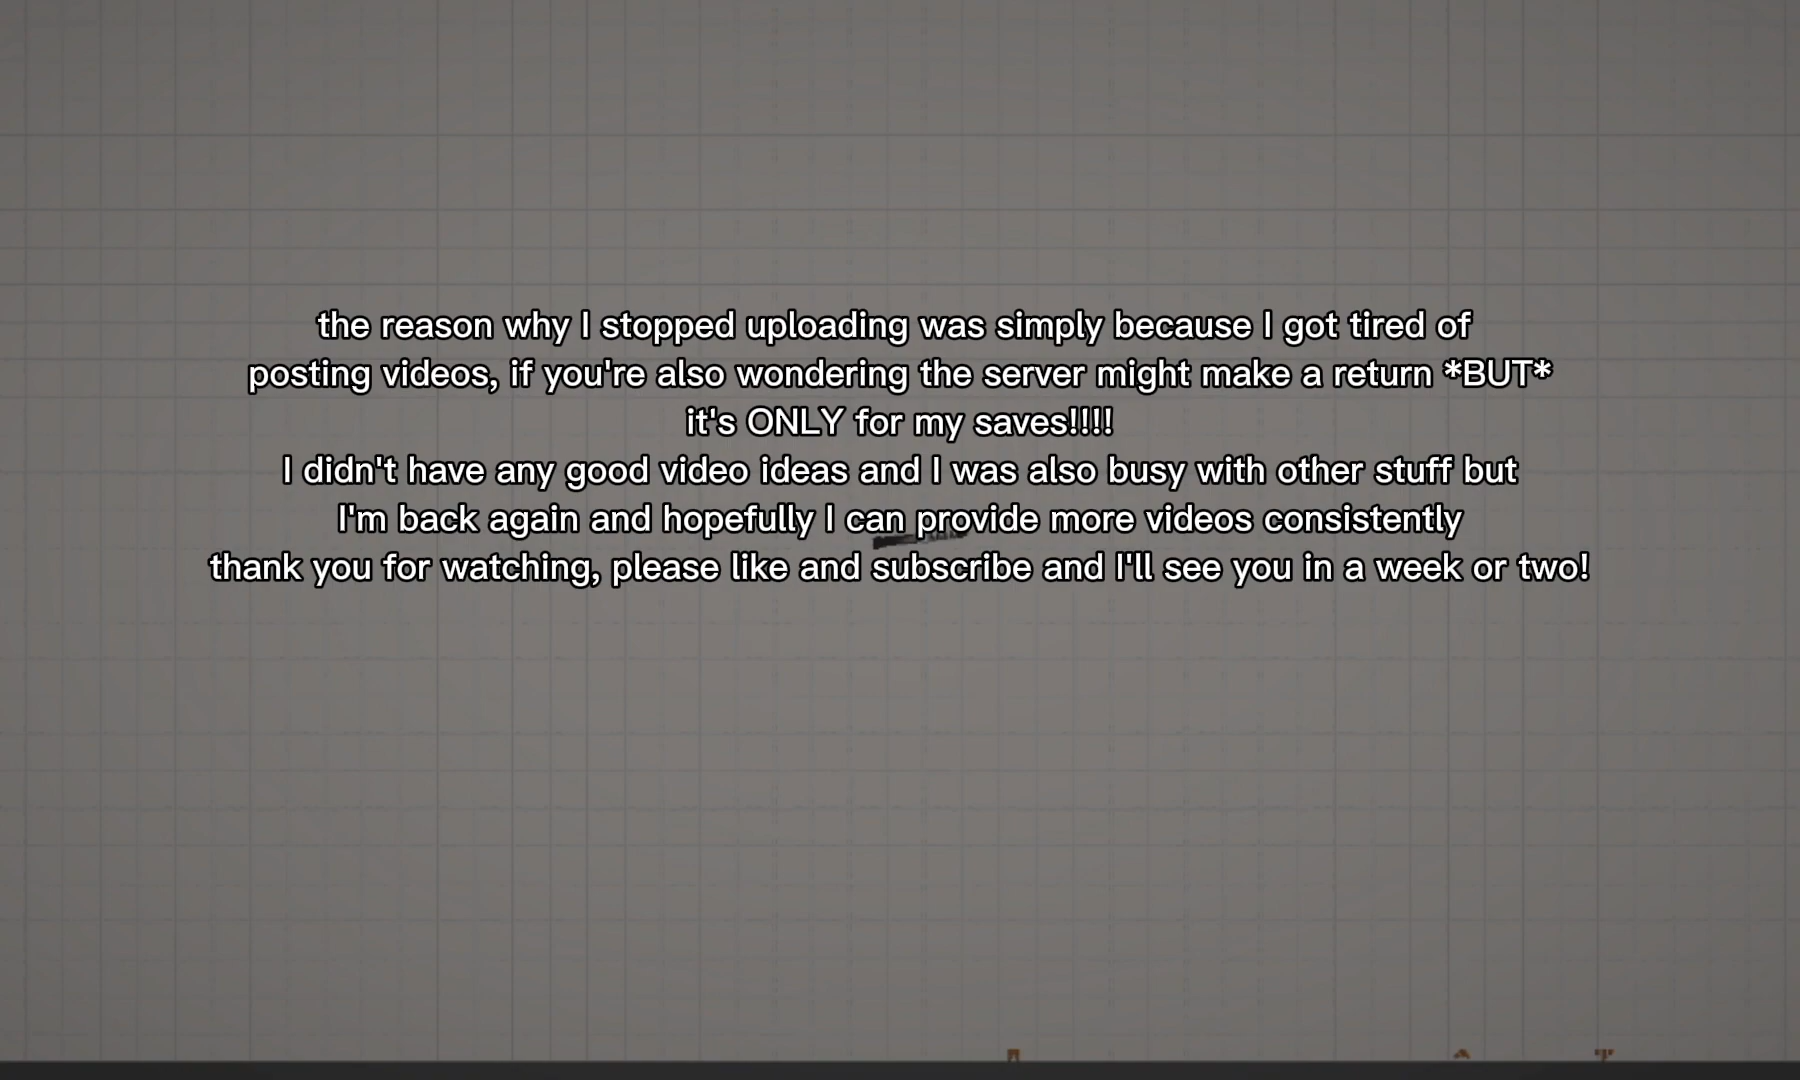 the reason why I stopped uploading was simply because I got tired of
posting videos, if you're also wondering the server might make a return *BUT*
it's ONLY for my saves!!!!
I didn't have any good video ideas and I was also busy with other stuff but
I'm back again and hopefully I can provide more videos consistently
thank you for watching, please like and subscribe and I'll see you in a week or two!